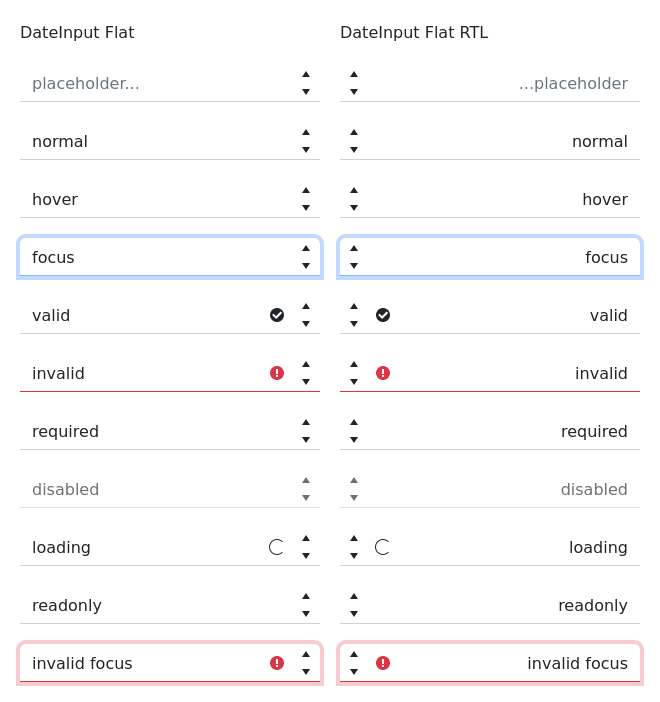 DateInput Flat
placeholder...
normal
hover
focus
valid
invalid
required
disabled
loading
readonly
invalid focus
DateInput Flat RTL
...placeholder
normal
hover
focus
valid
invalid
required
disabled
loading
readonly
invalid focus